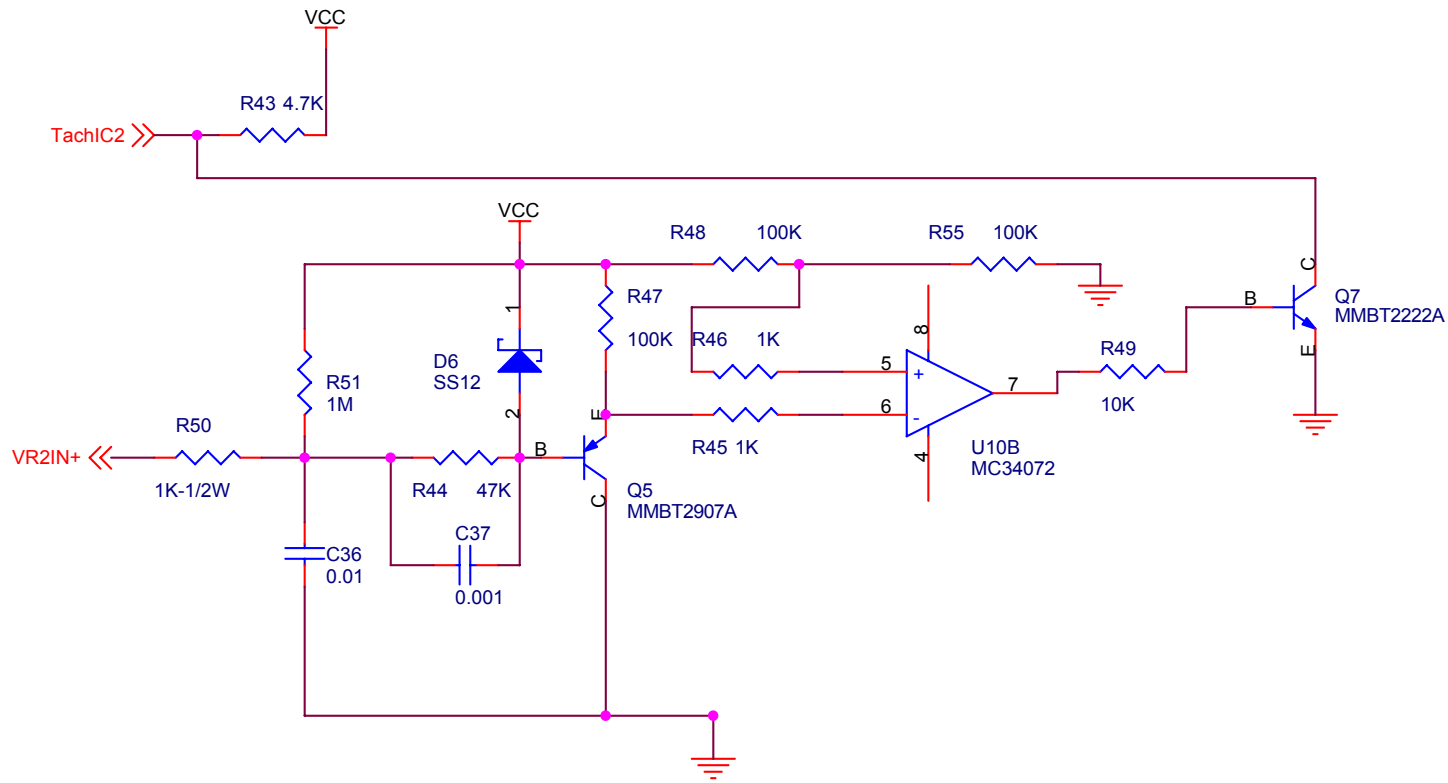 VCC
R43 4.7K
TachIC2
VCC
R48 100K
R55 100K
C
R47
100K
1
8
B
Q7
MMBT2222A
R46 1K
D6
SS12
5
+
R49
E
R51
1M
7
10K
2
E
6
-
R50
R45 1K
U10B
MC34072
VR2IN+
B
4
1K-1/2W
R44 47K
C
Q5
MMBT2907A
C37
C36
0.01
0.001